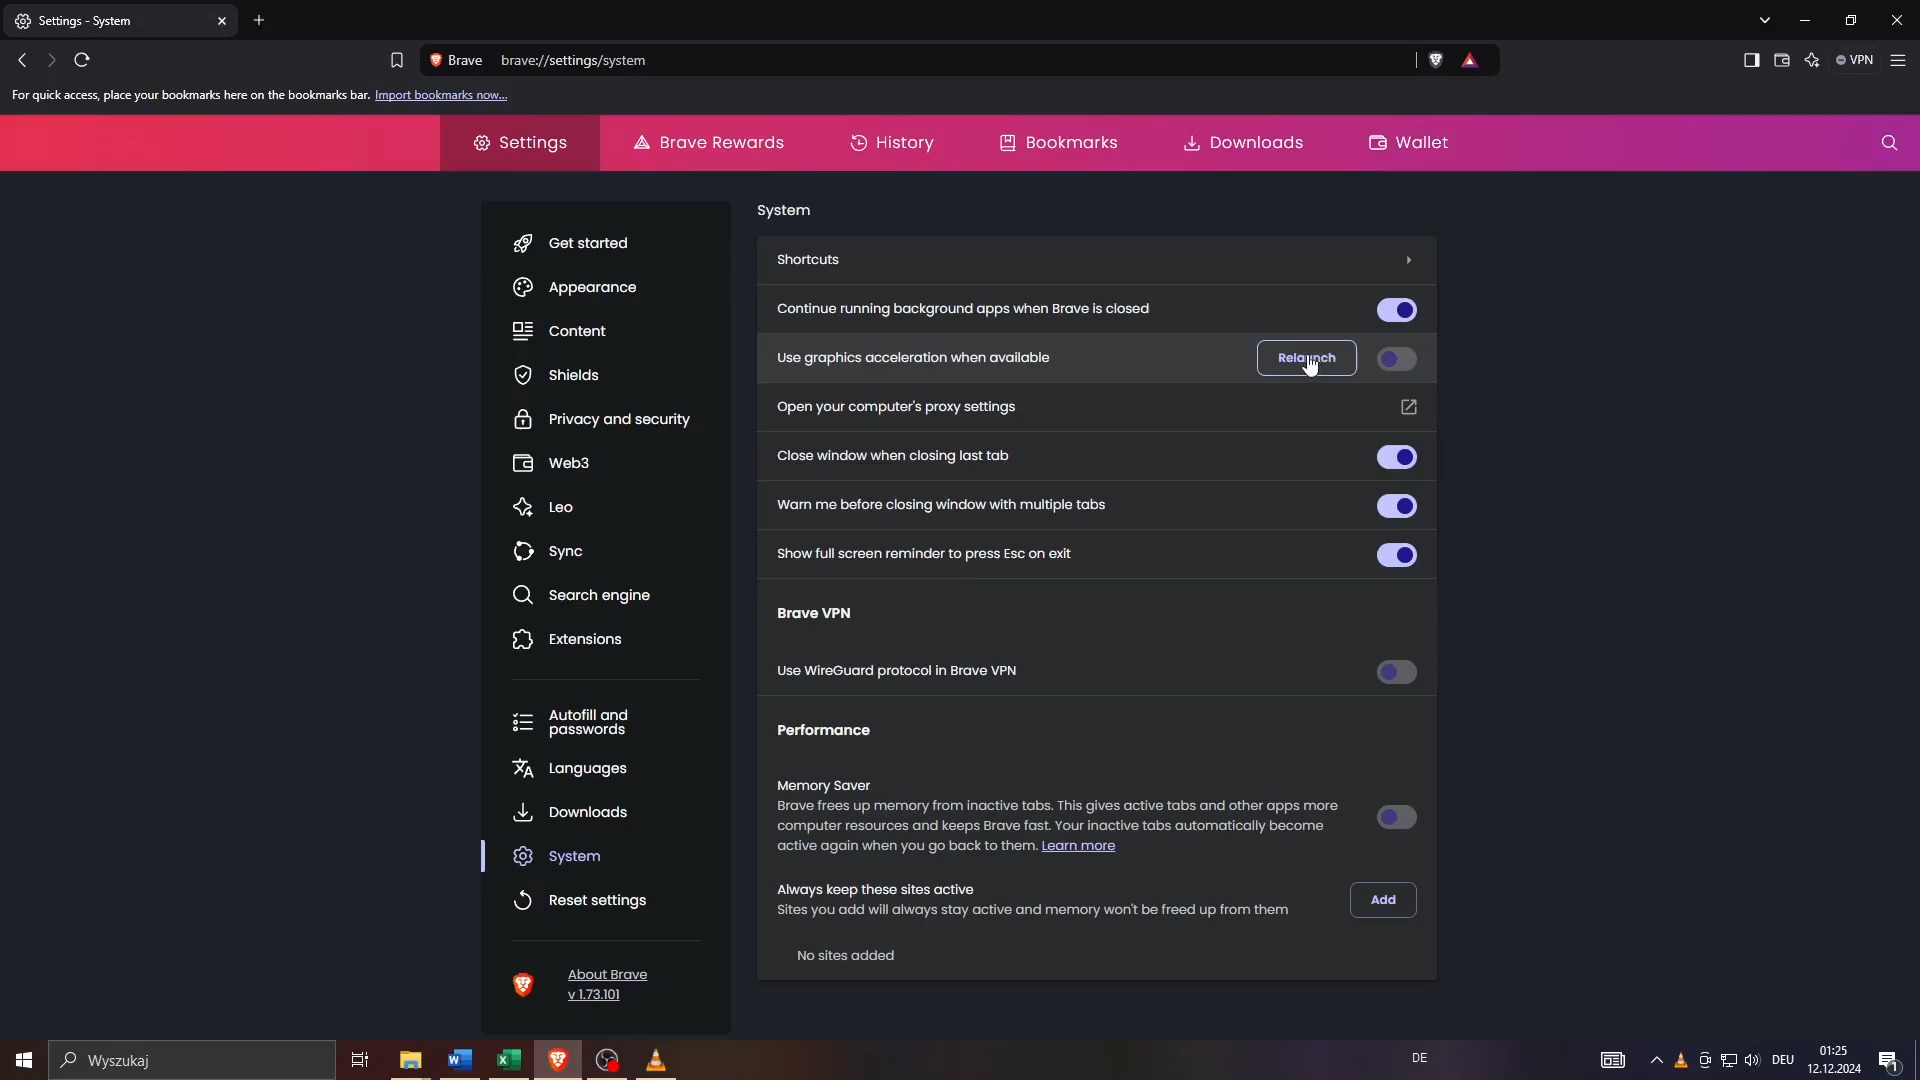 Settings - System
Brave brave://settings/system
VPN
For quick access, place your bookmarks here on the bookmarks bar. Import bookmarks now...
Settings
Brave Rewards
History
Bookmarks
Downloads
Wallet
Get started
Appearance
Content
Shields
Privacy and security
Web3
Leo
Sync
Search engine
Extensions
Autofill and
passwords
Languages
Downloads
System
Reset settings
About Brave
v 1.73.101
System
Shortcuts
Continue running background apps when Brave is closed
Use graphics acceleration when available
Relaunch
Open your computer's proxy settings
Close window when closing last tab
Warn me before closing window with multiple tabs
Show full screen reminder to press Esc on exit
Brave VPN
Use WireGuard protocol in Brave VPN
Performance
Memory Saver
Brave frees up memory from inactive tabs. This gives active tabs and other apps more
computer resources and keeps Brave fast. Your inactive tabs automatically become
active again when you go back to them. Learn more
Always keep these sites active
Sites you add will always stay active and memory won't be freed up from them
Add
No sites added
Wyszukaj
DE
DEU
01:25
12.12.2024
1